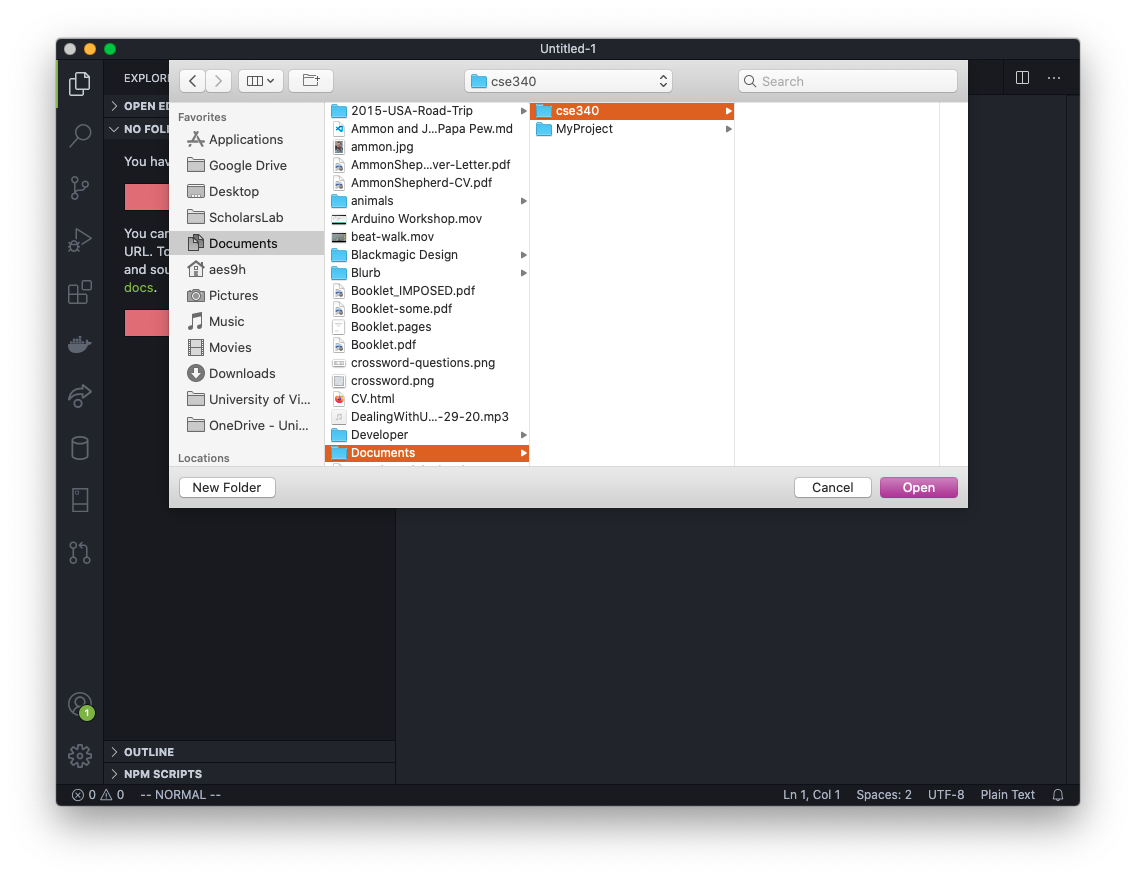 Untitled-1
EXPLOR
OPEN ED
NO FOL
You hav
You can
URL. To
and sou
docs.
cse340
Search
Favorites
Applications
Google Drive
Desktop
ScholarsLab
Documents
aes9h
Pictures
Music
Movies
Downloads
University of Vi...
OneDrive - Uni...
Locations
2015-USA-Road-Trip
Ammon and J...Papa Pew.md
ammon.jpg
AmmonShep...ver-Letter.pdf
AmmonShepherd-CV.pdf
animals
Arduino Workshop.mov
beat-walk.mov
Blackmagic Design
Blurb
Booklet_IMPOSED.pdf
Booklet-some.pdf
Booklet.pages
Booklet.pdf
crossword-questions.png
crossword.png
CV.html
DealingWithU...-29-20.mp3
Developer
Documents
cse340
MyProject
New Folder
Cancel
Open
1
OUTLINE
NPM SCRIPTS
0 0 -- NORMAL --
Ln 1, Col 1 Spaces: 2 UTF-8 Plain Text